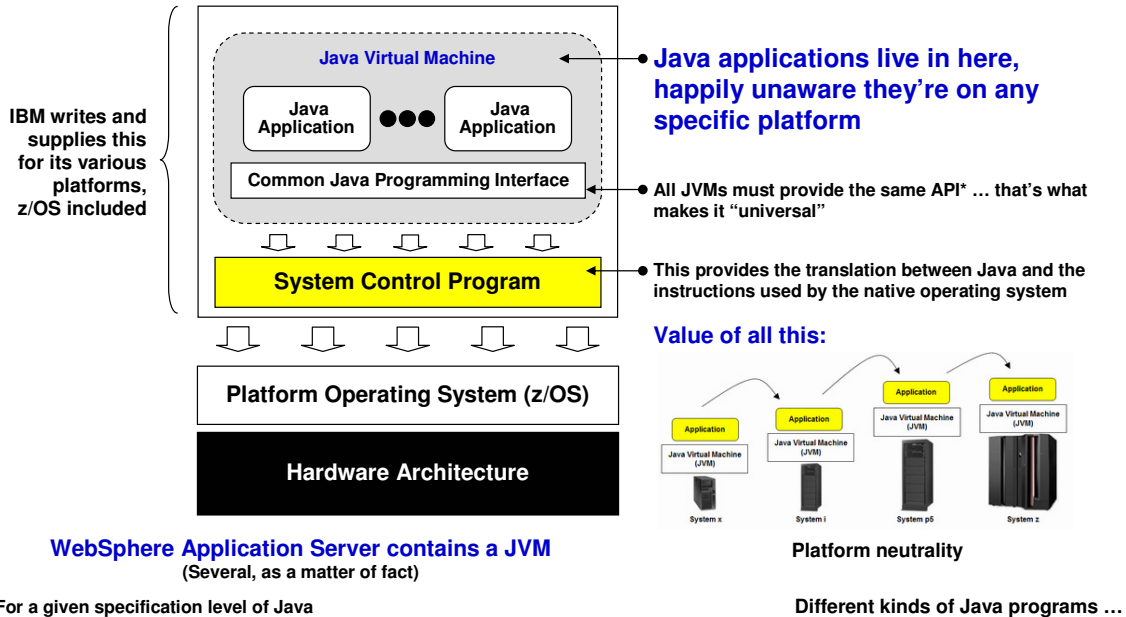 IBM writes and
supplies this
for its various
platforms,
z/OS included
Java Virtual Machine
Java
Application
Java
Application
Common Java Programming Interface
System Control Program
Platform Operating System (z/OS)
Hardware Architecture
WebSphere Application Server contains a JVM
(Several, as a matter of fact)
For a given specification level of Java
Java applications live in here,
happily unaware they're on any
specific platform
All JVMs must provide the same API* … that's what
makes it “universal”
This provides the translation between Java and the
instructions used by the native operating system
Value of all this:
Application
Java Virtual Machine
(JVM)
System x
Application
Java Virtual Machine
(JVM)
System i
Application
Java Virtual Machine
(JVM)
System p5
Application
Java Virtual Machine
(JVM)
System z
Platform neutrality
Different kinds of Java programs …